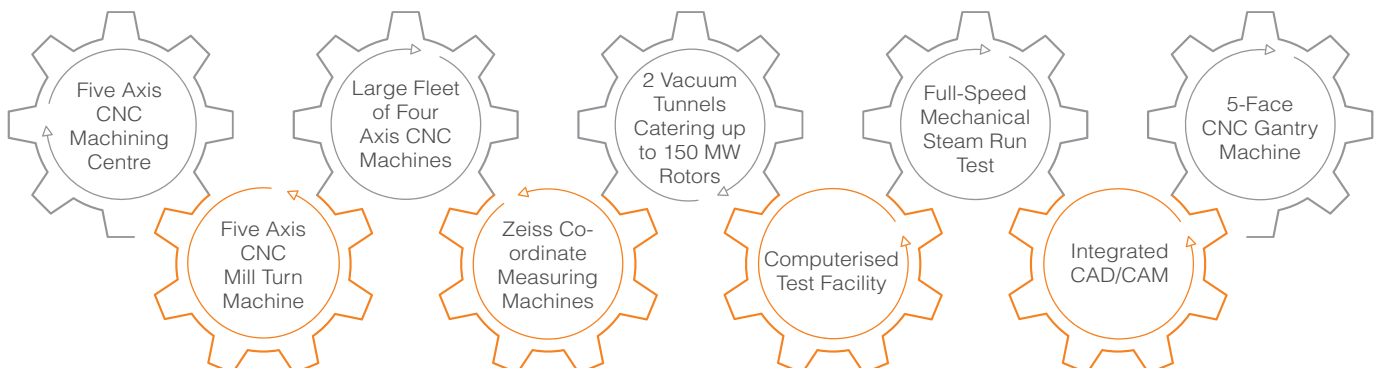 Five Axis
CNC
Machining
Centre
Large Fleet
of Four
Axis CNC
Machines
2 Vacuum
Tunnels
Catering up
to 150 MW
Rotors
Full-Speed
Mechanical
Steam Run
Test
5-Face
CNC Gantry
Machine
Five Axis
CNC
Mill Turn
Machine
Zeiss Co-
ordinate
Measuring
Machines
Computerised
Test Facility
Integrated
CAD/CAM